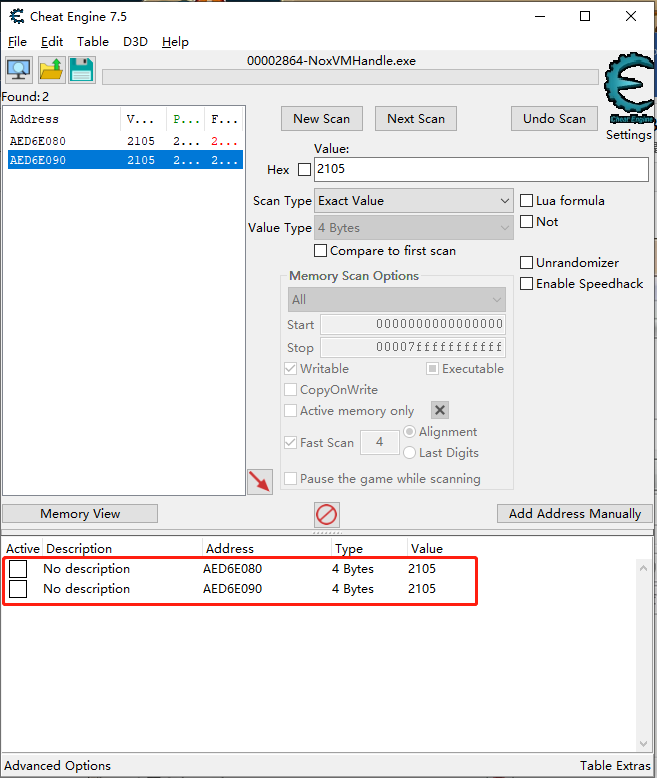 Cheat Engine 7.5
File Edit Table D3D Help
00002864-NoxVMHandle.exe
Found: 2
Address V... P... F...
AED6E080 2105 2... 2...
AED6E090 2105 2... 2...
New Scan Next Scan Undo Scan
Cheat Engine
Settings
Value:
Hex 2105
Scan Type Exact Value
Value Type 4 Bytes
Compare to first scan
Lua formula
Not
Unrandomizer
Enable Speedhack
Memory Scan Options
All
Start 0000000000000000
Stop 00007fffffffffff
Writable Executable
CopyOnWrite
Active memory only
Fast Scan 4 Alignment
Last Digits
Pause the game while scanning
Memory View Add Address Manually
Active Description Address Type Value
No description AED6E080 4 Bytes 2105
No description AED6E090 4 Bytes 2105
Advanced Options Table Extras